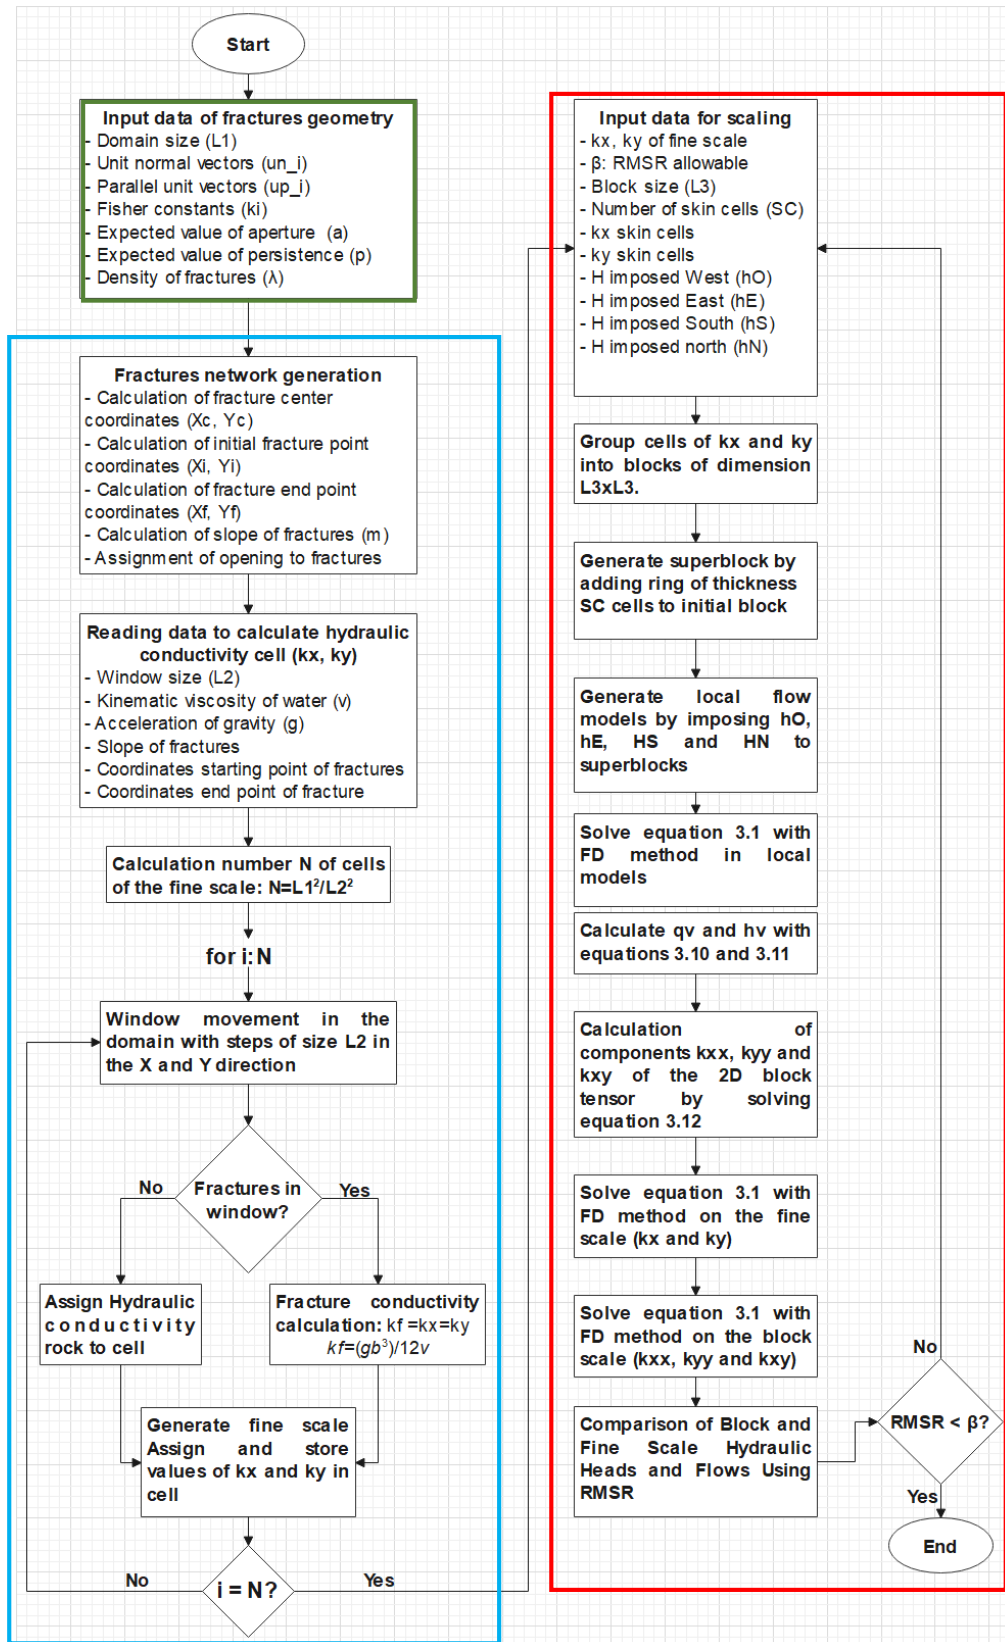 Start
Input data of fractures geometry
- Domain size (L1)
- Unit normal vectors (un_i)
- Parallel unit vectors (up_i)
- Fisher constants (ki)
- Expected value of aperture (a)
- Expected value of persistence (p)
- Density of fractures (λ)
Fractures network generation
- Calculation of fracture center
coordinates (Xc, Yc)
- Calculation of initial fracture point
coordinates (Xi, Yi)
- Calculation of fracture end point
coordinates (Xf, Yf)
- Calculation of slope of fractures (m)
- Assignment of opening to fractures
Reading data to calculate hydraulic
conductivity cell (kx, ky)
- Window size (L2)
- Kinematic viscosity of water (v)
- Acceleration of gravity (g)
- Slope of fractures
- Coordinates starting point of fractures
- Coordinates end point of fracture
Calculation number N of cells
of the fine scale: N=L1²/L2²
for i:N
Window movement in the
domain with steps of size L2 in
the X and Y direction
Fractures in
window?
No
Yes
Assign Hydraulic
conductivity
rock to cell
Fracture conductivity
calculation: kf =kx=ky
kf=(gb³)/12v
Generate fine scale
Assign and store
values of kx and ky in
cell
i = N?
No
Yes
Input data for scaling
- kx, ky of fine scale
- β: RMSR allowable
- Block size (L3)
- Number of skin cells (SC)
- kx skin cells
- ky skin cells
- H imposed West (hO)
- H imposed East (hE)
- H imposed South (hS)
- H imposed north (hN)
Group cells of kx and ky
into blocks of dimension
L3xL3.
Generate superblock by
adding ring of thickness
SC cells to initial block
Generate local flow
models by imposing hO,
hE, HS and HN to
superblocks
Solve equation 3.1 with
FD method in local
models
Calculate qv and hv with
equations 3.10 and 3.11
Calculation of
components kxx, kyy and
kxy of the 2D block
tensor by solving
equation 3.12
Solve equation 3.1 with
FD method on the fine
scale (kx and ky)
Solve equation 3.1 with
FD method on the block
scale (kxx, kyy and kxy)
Comparison of Block and
Fine Scale Hydraulic
Heads and Flows Using
RMSR
No
RMSR < β?
Yes
End